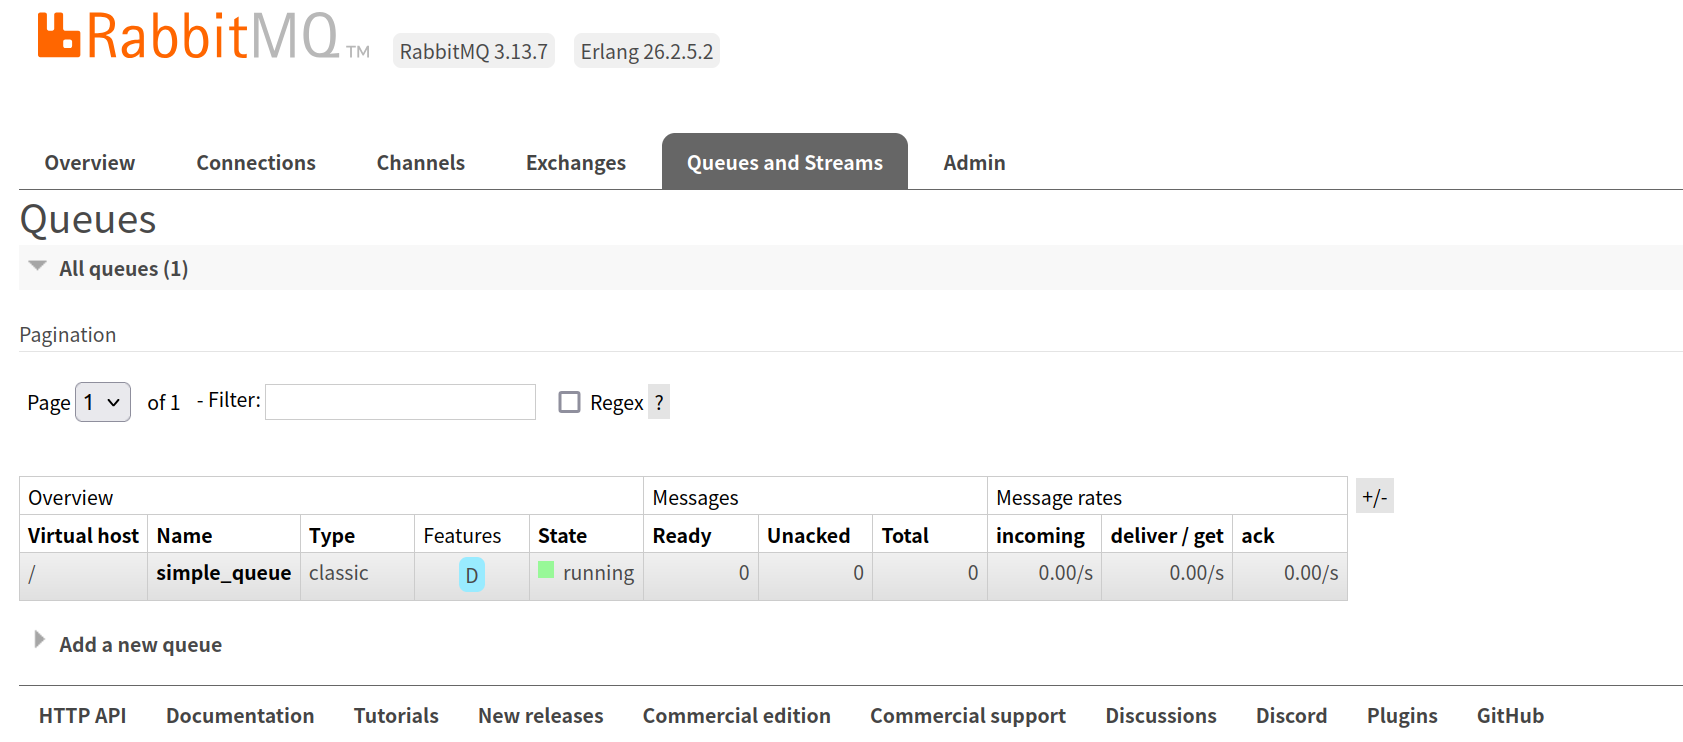 RabbitMQ TM RabbitMQ 3.13.7 Erlang 26.2.5.2
Overview Connections Channels Exchanges Queues and Streams Admin
Queues
All queues (1)
Pagination
Page 1 of 1 - Filter: Regex ?
Overview Messages Message rates +/-
Virtual host Name Type Features State Ready Unacked Total incoming deliver / get ack
/ simple_queue classic D running 0 0 0 0.00/s 0.00/s 0.00/s
Add a new queue
HTTP API Documentation Tutorials New releases Commercial edition Commercial support Discussions Discord Plugins GitHub